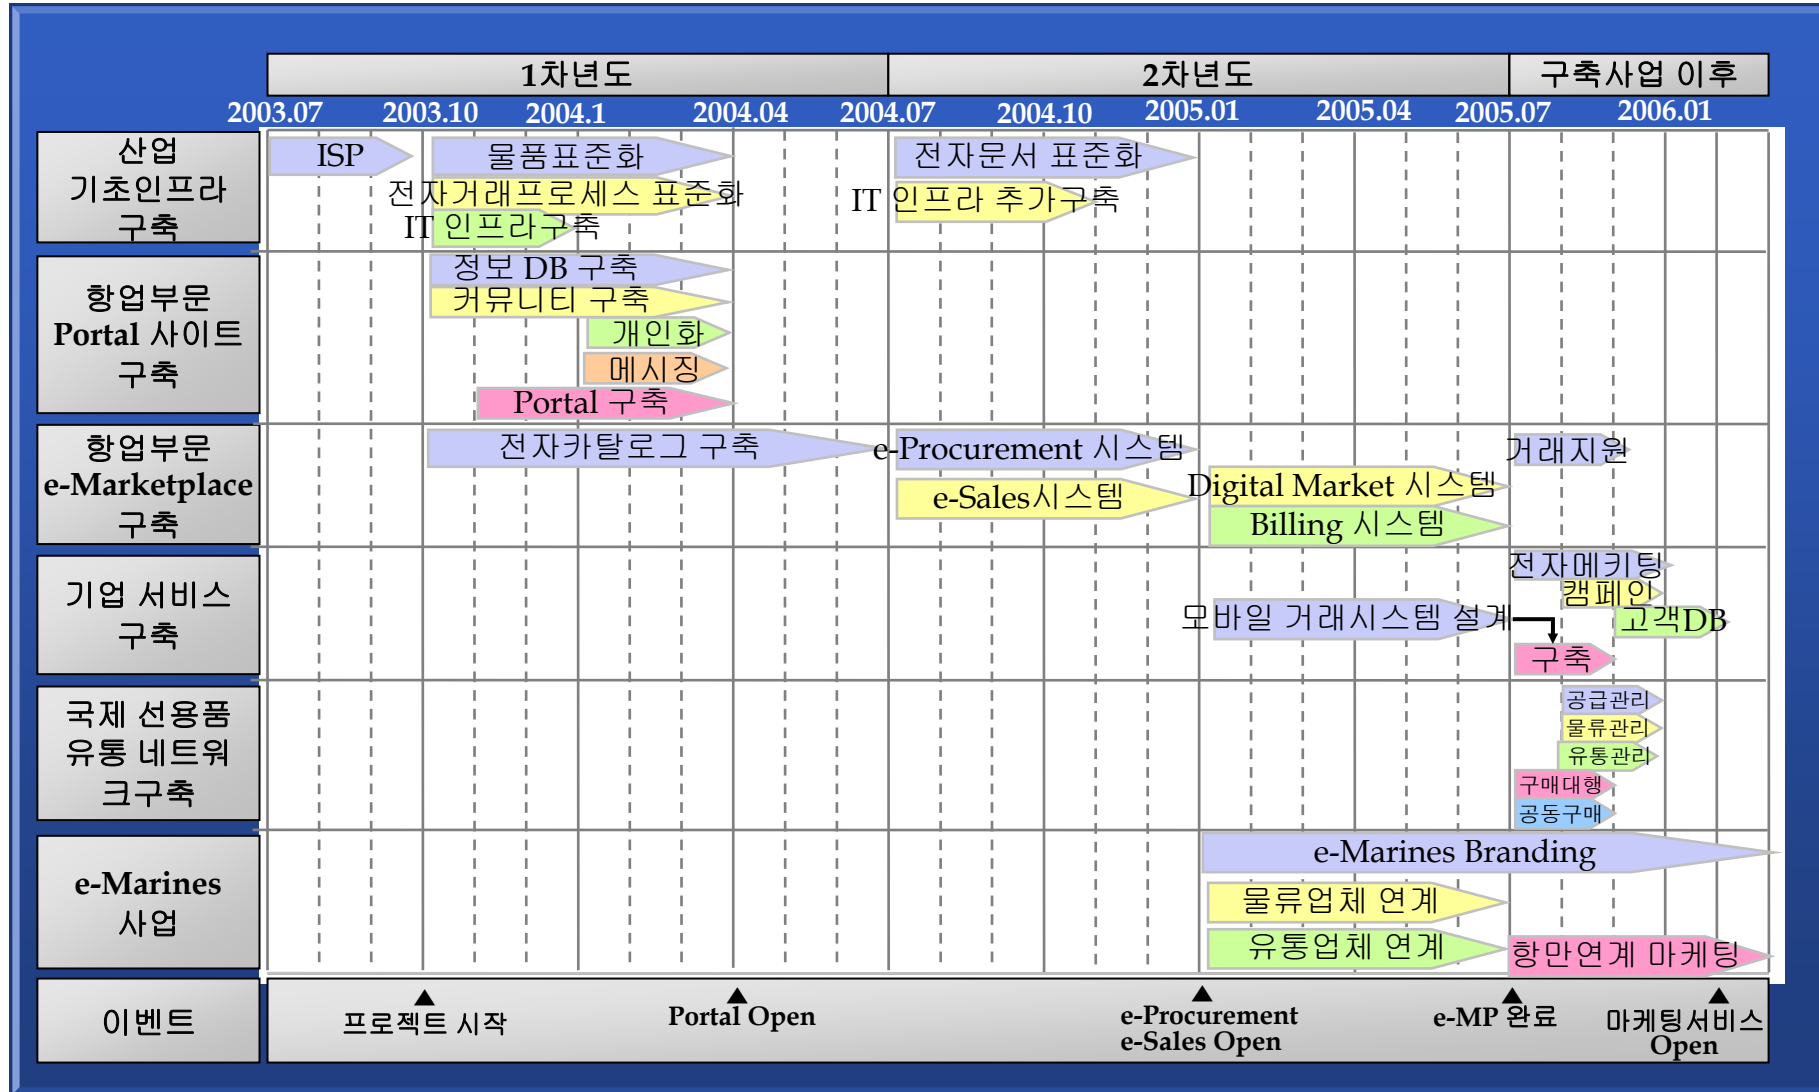 1차년도
2차년도
구축사업 이후
2003.07
2003.10
2004.1
2004.04
2004.07
2004.10
2005.01
2005.04
2005.07
2006.01
산업
기초인프라
구축
ISP
물품표준화
전자거래프로세스 표준화
IT 인프라구축
전자문서 표준화
IT 인프라 추가구축
항업부문
Portal 사이트
구축
정보 DB 구축
커뮤니티 구축
개인화
메시징
Portal 구축
항업부문
e-Marketplace
구축
전자카탈로그 구축
e-Procurement 시스템
e-Sales시스템
Digital Market 시스템
Billing 시스템
거래지원
기업 서비스
구축
모바일 거래시스템 설계
전자메키팅
캠페인
고객DB
구축
국제 선용품
유통 네트워
크구축
공급관리
물류관리
유통관리
구매대행
공동구매
e-Marines
사업
e-Marines Branding
물류업체 연계
유통업체 연계
항만연계 마케팅
이벤트
프로젝트 시작
Portal Open
e-Procurement
e-Sales Open
e-MP 완료
마케팅서비스
Open